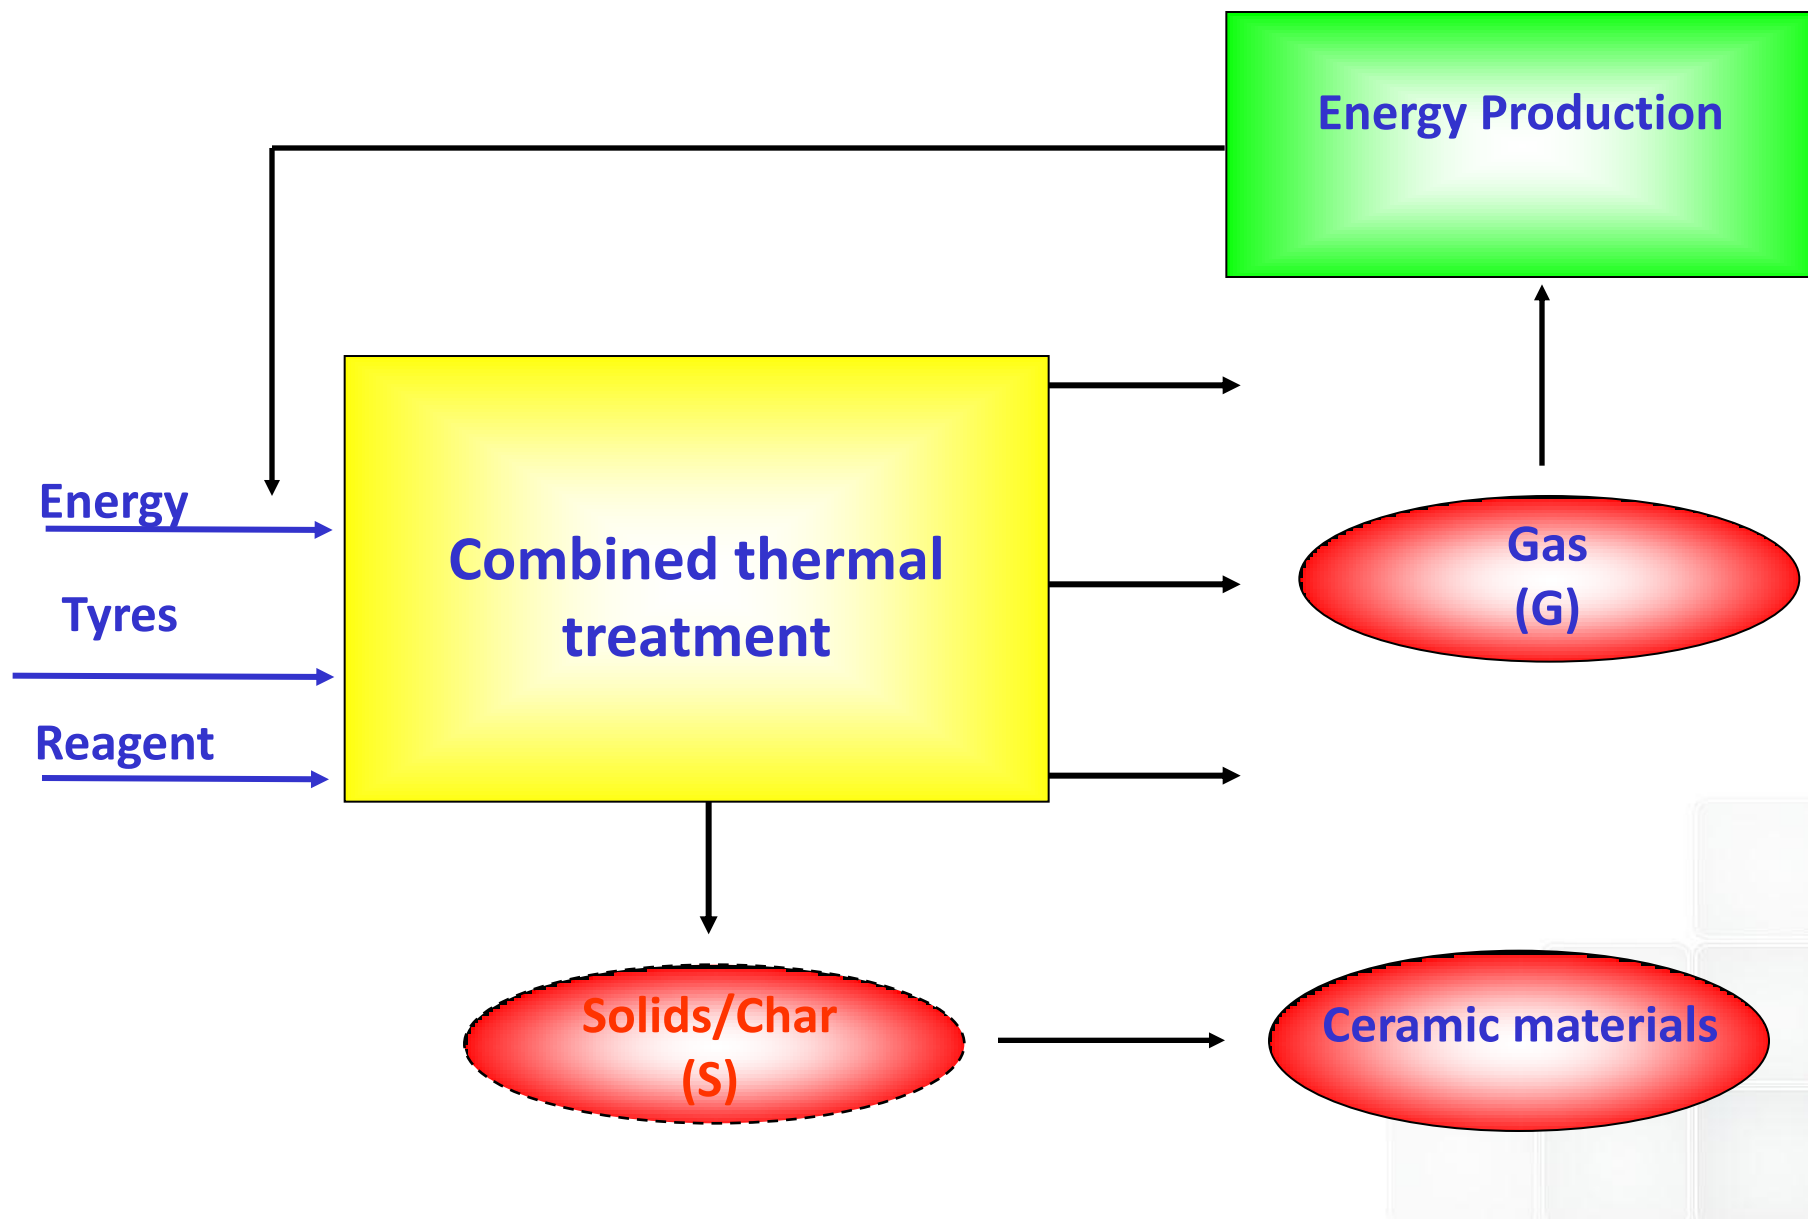 Energy Production
Energy
Tyres
Reagent
Combined thermal
treatment
Gas
(G)
Solids/Char
(S)
Ceramic materials